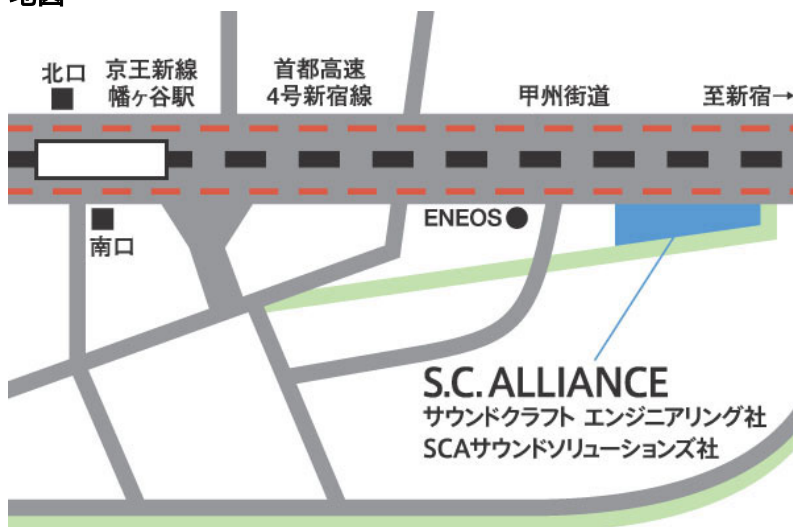 地図
北口
京王新線
幡ヶ谷駅
首都高速
4号新宿線
甲州街道
至新宿→
南口
ENEOS
S.C. ALLIANCE
サウンドクラフト エンジニアリング社
SCAサウンドソリューションズ社